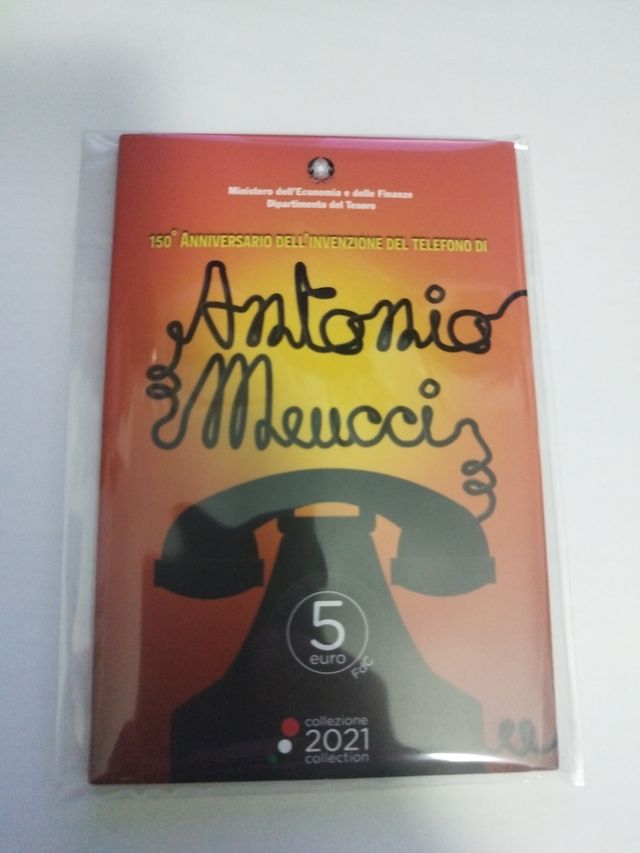 Ministero dell'Economia e delle Finanze
Dipartimento del Tesoro
150° ANNIVERSARIO DELL'INVENZIONE DEL TELEFONO DI
Antonio
Meucci
5
euro
FdC
collezione
2021
collection